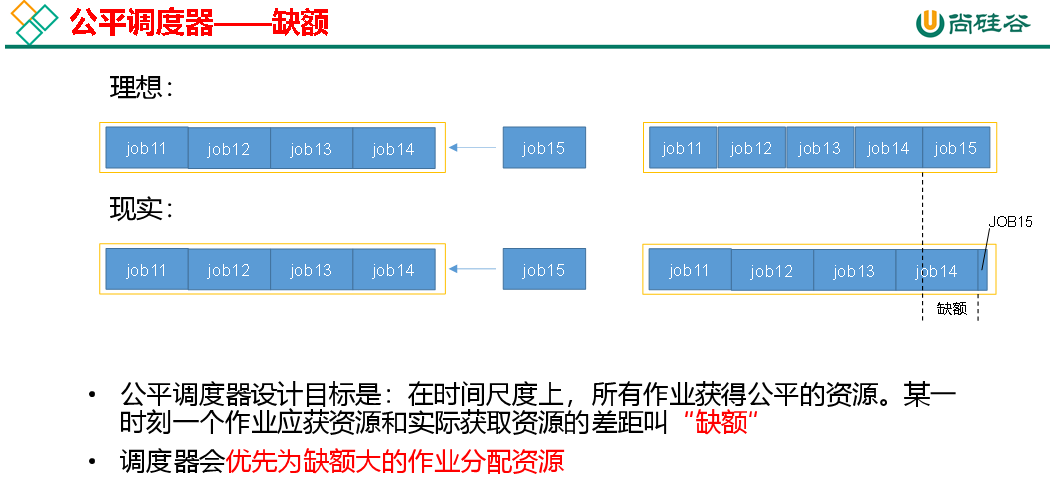 公平调度器——缺额
尚硅谷
理想：
job11 job12 job13 job14 job15 job11 job12 job13 job14 job15
现实：
JOB15
job11 job12 job13 job14 job15 job11 job12 job13 job14
缺额
• 公平调度器设计目标是：在时间尺度上，所有作业获得公平的资源。某一
时刻一个作业应获资源和实际获取资源的差距叫“缺额”
• 调度器会优先为缺额大的作业分配资源